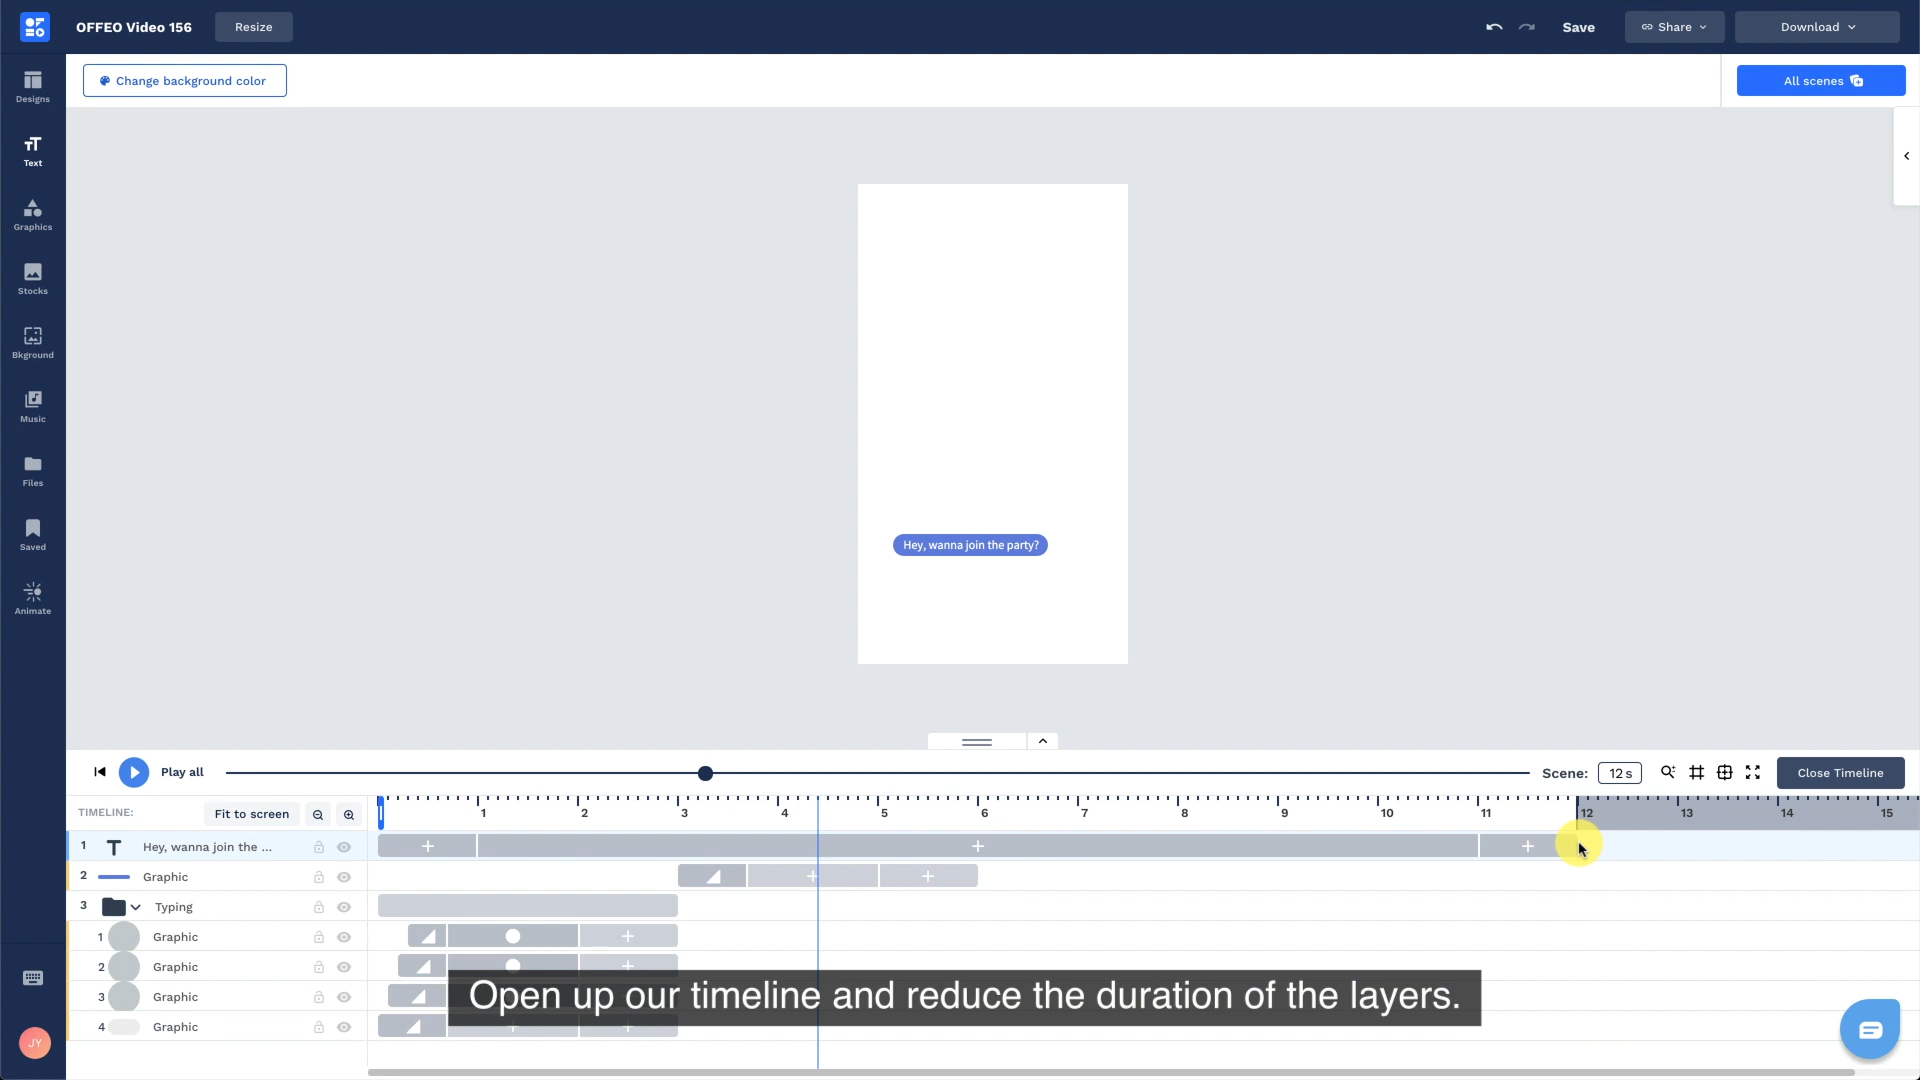 OFFEO Video 156
Resize
Save
Share
Download
Change background color
All scenes
Designs
Text
Graphics
Stocks
Bkground
Music
Files
Saved
Animate
JY
Hey, wanna join the party?
Play all
Scene:
12 s
Close Timeline
TIMELINE:
Fit to screen
1 2 3 4 5 6 7 8 9 10 11 12 13 14 15
1 T Hey, wanna join the ...
2 Graphic
3 Typing
1 Graphic
2 Graphic
3 Graphic
4 Graphic
Open up our timeline and reduce the duration of the layers.